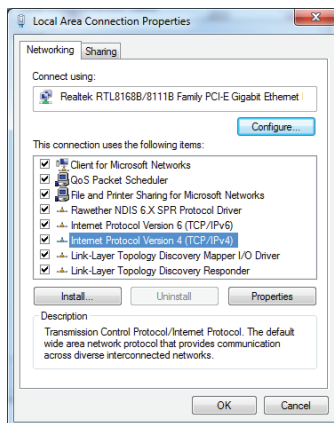 Local Area Connection Properties
Networking Sharing
Connect using:
Realtek RTL8168B/8111B Family PCI-E Gigabit Ethernet
Configure...
This connection uses the following items:
Client for Microsoft Networks
QoS Packet Scheduler
File and Printer Sharing for Microsoft Networks
Rawether NDIS 6.X SPR Protocol Driver
Internet Protocol Version 6 (TCP/IPv6)
Internet Protocol Version 4 (TCP/IPv4)
Link-Layer Topology Discovery Mapper I/O Driver
Link-Layer Topology Discovery Responder
Install... Uninstall Properties
Description
Transmission Control Protocol/Internet Protocol. The default
wide area network protocol that provides communication
across diverse interconnected networks.
OK Cancel